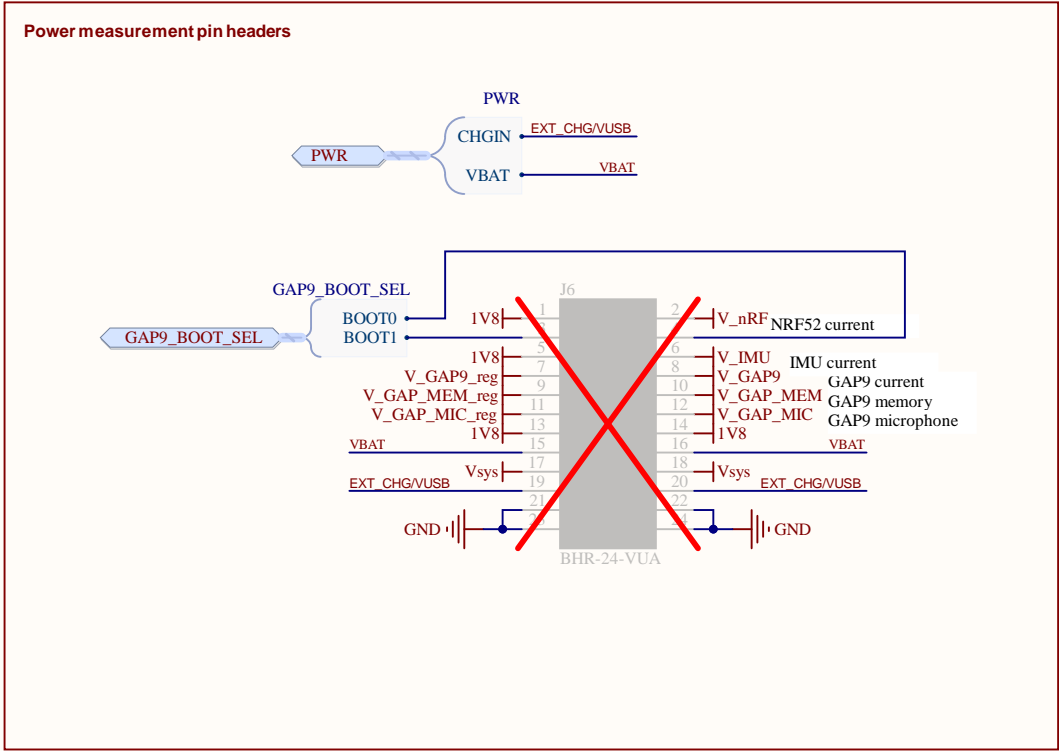 Power measurement pin headers
PWR
PWR
CHGIN
EXT_CHG/VUSB
VBAT
VBAT
GAP9_BOOT_SEL
GAP9_BOOT_SEL
BOOT0
BOOT1
J6
1V8
1
2
V_nRF
NRF52 current
1V8
5
6
V_IMU
IMU current
V_GAP9_reg
7
8
V_GAP9
GAP9 current
V_GAP_MEM_reg
9
10
V_GAP_MEM
GAP9 memory
V_GAP_MIC_reg
11
12
V_GAP_MIC
GAP9 microphone
1V8
13
14
1V8
VBAT
15
16
VBAT
Vsys
17
18
Vsys
EXT_CHG/VUSB
19
20
EXT_CHG/VUSB
21
22
GND
GND
BHR-24-VUA